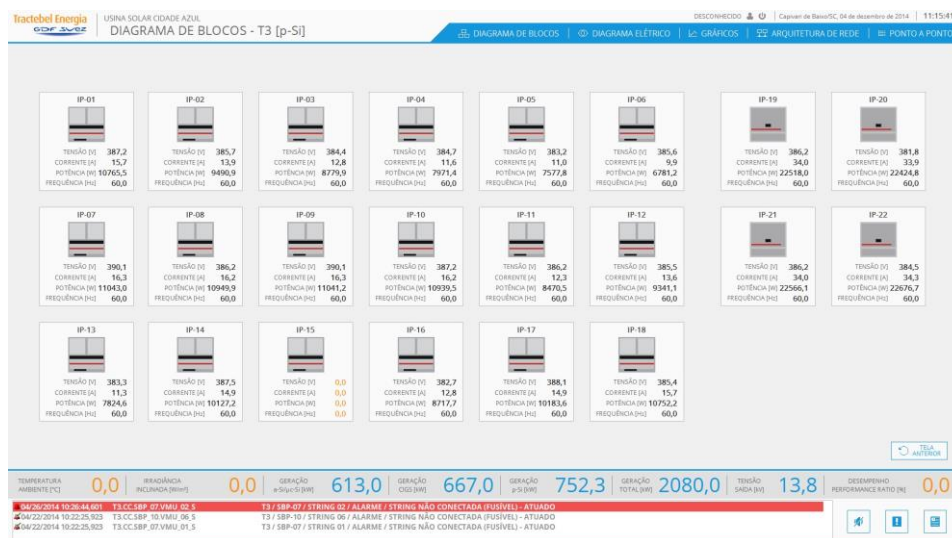 Tractebel Energia
GDF SUEZ
USINA SOLAR CIDADE AZUL
DIAGRAMA DE BLOCOS - T3 [p-Si]
DESCONHECIDO
Capivari de Baixo/SC, 04 de dezembro de 2014
11:15:41
DIAGRAMA DE BLOCOS
DIAGRAMA ELÉTRICO
GRÁFICOS
ARQUITETURA DE REDE
PONTO A PONTO
IP-01
TENSÃO [V] 387,2
CORRENTE [A] 15,7
POTÊNCIA [W] 10765,5
FREQUÊNCIA [Hz] 60,0
IP-02
TENSÃO [V] 385,7
CORRENTE [A] 13,9
POTÊNCIA [W] 9490,9
FREQUÊNCIA [Hz] 60,0
IP-03
TENSÃO [V] 384,4
CORRENTE [A] 12,8
POTÊNCIA [W] 8779,9
FREQUÊNCIA [Hz] 60,0
IP-04
TENSÃO [V] 384,7
CORRENTE [A] 11,6
POTÊNCIA [W] 7971,4
FREQUÊNCIA [Hz] 60,0
IP-05
TENSÃO [V] 383,2
CORRENTE [A] 11,0
POTÊNCIA [W] 7577,8
FREQUÊNCIA [Hz] 60,0
IP-06
TENSÃO [V] 385,6
CORRENTE [A] 9,9
POTÊNCIA [W] 6781,2
FREQUÊNCIA [Hz] 60,0
IP-19
TENSÃO [V] 386,2
CORRENTE [A] 34,0
POTÊNCIA [W] 22518,0
FREQUÊNCIA [Hz] 60,0
IP-20
TENSÃO [V] 381,8
CORRENTE [A] 33,9
POTÊNCIA [W] 22424,8
FREQUÊNCIA [Hz] 60,0
IP-07
TENSÃO [V] 390,1
CORRENTE [A] 16,3
POTÊNCIA [W] 11043,0
FREQUÊNCIA [Hz] 60,0
IP-08
TENSÃO [V] 386,2
CORRENTE [A] 16,2
POTÊNCIA [W] 10949,9
FREQUÊNCIA [Hz] 60,0
IP-09
TENSÃO [V] 390,1
CORRENTE [A] 16,3
POTÊNCIA [W] 11041,2
FREQUÊNCIA [Hz] 60,0
IP-10
TENSÃO [V] 387,2
CORRENTE [A] 16,2
POTÊNCIA [W] 10939,5
FREQUÊNCIA [Hz] 60,0
IP-11
TENSÃO [V] 386,2
CORRENTE [A] 12,3
POTÊNCIA [W] 8470,5
FREQUÊNCIA [Hz] 60,0
IP-12
TENSÃO [V] 385,5
CORRENTE [A] 13,6
POTÊNCIA [W] 9341,1
FREQUÊNCIA [Hz] 60,0
IP-21
TENSÃO [V] 386,2
CORRENTE [A] 34,0
POTÊNCIA [W] 22566,1
FREQUÊNCIA [Hz] 60,0
IP-22
TENSÃO [V] 384,5
CORRENTE [A] 34,3
POTÊNCIA [W] 22676,7
FREQUÊNCIA [Hz] 60,0
IP-13
TENSÃO [V] 383,3
CORRENTE [A] 11,3
POTÊNCIA [W] 7824,6
FREQUÊNCIA [Hz] 60,0
IP-14
TENSÃO [V] 387,5
CORRENTE [A] 14,9
POTÊNCIA [W] 10127,2
FREQUÊNCIA [Hz] 60,0
IP-15
TENSÃO [V] 0,0
CORRENTE [A] 0,0
POTÊNCIA [W] 0,0
FREQUÊNCIA [Hz] 0,0
IP-16
TENSÃO [V] 382,7
CORRENTE [A] 12,8
POTÊNCIA [W] 8717,7
FREQUÊNCIA [Hz] 60,0
IP-17
TENSÃO [V] 388,1
CORRENTE [A] 14,9
POTÊNCIA [W] 10183,6
FREQUÊNCIA [Hz] 60,0
IP-18
TENSÃO [V] 385,4
CORRENTE [A] 15,7
POTÊNCIA [W] 10752,2
FREQUÊNCIA [Hz] 60,0
TELA
ANTERIOR
TEMPERATURA
AMBIENTE [°C] 0,0
IRRADIÂNCIA
INCLINADA [W/m²] 0,0
GERAÇÃO
a-Si/µc-Si [kW] 613,0
GERAÇÃO
CIGS [kW] 667,0
GERAÇÃO
p-Si [kW] 752,3
GERAÇÃO
TOTAL [kW] 2080,0
TENSÃO
SAÍDA [kV] 13,8
DESEMPENHO
PERFORMANCE RATIO [%] 0,0
04/26/2014 10:26:44,601 T3.CC.SBP_07.VMU_02_S T3 / SBP-07 / STRING 02 / ALARME / STRING NÃO CONECTADA (FUSÍVEL) - ATUADO
04/22/2014 10:22:25,923 T3.CC.SBP_10.VMU_06_S T3 / SBP-10 / STRING 06 / ALARME / STRING NÃO CONECTADA (FUSÍVEL) - ATUADO
04/22/2014 10:22:25,923 T3.CC.SBP_07.VMU_01_S T3 / SBP-07 / STRING 01 / ALARME / STRING NÃO CONECTADA (FUSÍVEL) - ATUADO